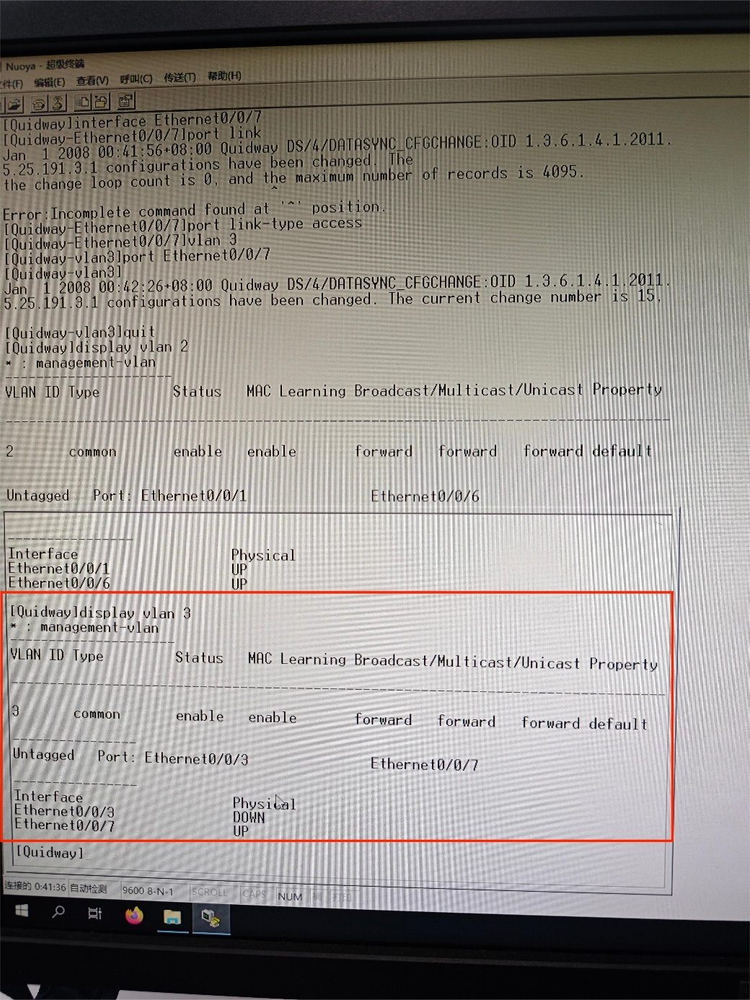 Nuoya - 超级终端
件(F) 编辑(E) 查看(V) 呼叫(C) 传送(T) 帮助(H)
[Quidway]interface Ethernet0/0/7
[Quidway-Ethernet0/0/7]port link
Jan 1 2008 00:41:56+08:00 Quidway DS/4/DATASYNC_CFGCHANGE:OID 1.3.6.1.4.1.2011.
5.25.191.3.1 configurations have been changed. The
the change loop count is 0, and the maximum number of records is 4095.
^
Error:Incomplete command found at '^' position.
[Quidway-Ethernet0/0/7]port link-type access
[Quidway-Ethernet0/0/7]vlan 3
[Quidway-vlan3]port Ethernet0/0/7
[Quidway-vlan3]
Jan 1 2008 00:42:26+08:00 Quidway DS/4/DATASYNC_CFGCHANGE:OID 1.3.6.1.4.1.2011.
5.25.191.3.1 configurations have been changed. The current change number is 15,
[Quidway-vlan3]quit
[Quidway]display vlan 2
* : management-vlan
---------------------
VLAN ID Type Status MAC Learning Broadcast/Multicast/Unicast Property
--------------------------------------------------------------------------------
2 common enable enable forward forward forward default
Untagged Port: Ethernet0/0/1 Ethernet0/0/6
----------------
Interface Physical
Ethernet0/0/1 UP
Ethernet0/0/6 UP
[Quidway]display vlan 3
* : management-vlan
---------------------
VLAN ID Type Status MAC Learning Broadcast/Multicast/Unicast Property
--------------------------------------------------------------------------------
3 common enable enable forward forward forward default
----------------
Untagged Port: Ethernet0/0/3 Ethernet0/0/7
----------------
Interface Physical
Ethernet0/0/3 DOWN
Ethernet0/0/7 UP
[Quidway]
连接的 0:41:36 自动检测 9600 8-N-1 SCROLL CAPS NUM